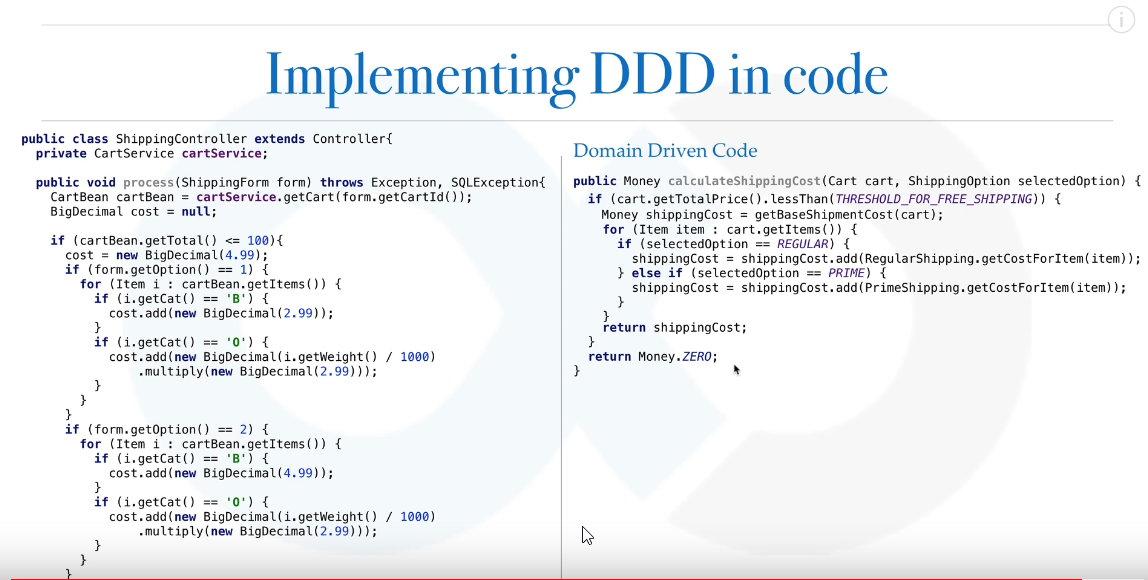 Implementing DDD in code
public class ShippingController extends Controller{
private CartService cartService;
public void process(ShippingForm form) throws Exception, SQLException{
CartBean cartBean = cartService.getCart(form.getCartId());
BigDecimal cost = null;
if (cartBean.getTotal() <= 100){
cost = new BigDecimal(4.99);
if (form.getOption() == 1) {
for (Item i : cartBean.getItems()) {
if (i.getCat() == 'B') {
cost.add(new BigDecimal(2.99));
}
if (i.getCat() == 'O') {
cost.add(new BigDecimal(i.getWeight() / 1000)
.multiply(new BigDecimal(2.99)));
}
}
}
if (form.getOption() == 2) {
for (Item i : cartBean.getItems()) {
if (i.getCat() == 'B') {
cost.add(new BigDecimal(4.99));
}
if (i.getCat() == 'O') {
cost.add(new BigDecimal(i.getWeight() / 1000)
.multiply(new BigDecimal(2.99)));
}
}
}
Domain Driven Code
public Money calculateShippingCost(Cart cart, ShippingOption selectedOption) {
if (cart.getTotalPrice().lessThan(THRESHOLD_FOR_FREE_SHIPPING)) {
Money shippingCost = getBaseShipmentCost(cart);
for (Item item : cart.getItems()) {
if (selectedOption == REGULAR) {
shippingCost = shippingCost.add(RegularShipping.getCostForItem(item));
} else if (selectedOption == PRIME) {
shippingCost = shippingCost.add(PrimeShipping.getCostForItem(item));
}
}
return shippingCost;
}
return Money.ZERO;
}